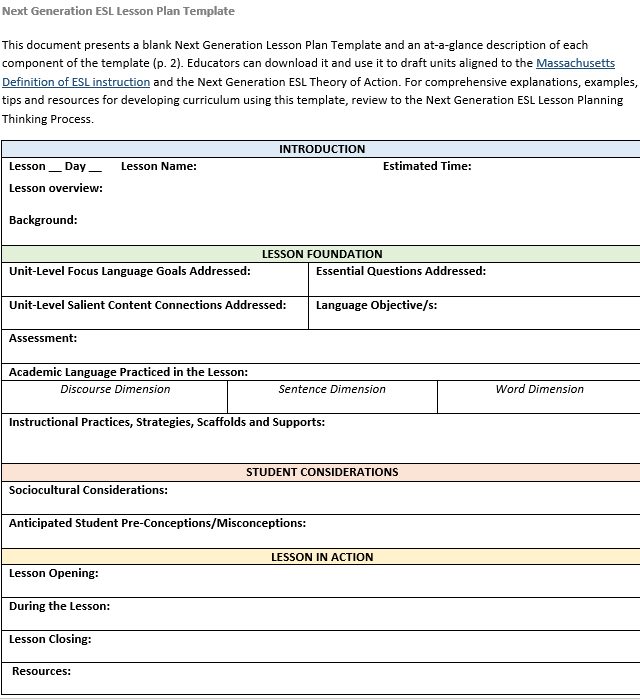 Next Generation ESL Lesson Plan Template
This document presents a blank Next Generation Lesson Plan Template and an at-a-glance description of each
component of the template (p. 2). Educators can download it and use it to draft units aligned to the Massachusetts
Definition of ESL instruction and the Next Generation ESL Theory of Action. For comprehensive explanations, examples,
tips and resources for developing curriculum using this template, review to the Next Generation ESL Lesson Planning
Thinking Process.
INTRODUCTION
Lesson __ Day __ Lesson Name: Estimated Time:
Lesson overview:
Background:
LESSON FOUNDATION
Unit-Level Focus Language Goals Addressed: Essential Questions Addressed:
Unit-Level Salient Content Connections Addressed: Language Objective/s:
Assessment:
Academic Language Practiced in the Lesson:
Discourse Dimension Sentence Dimension Word Dimension
Instructional Practices, Strategies, Scaffolds and Supports:
STUDENT CONSIDERATIONS
Sociocultural Considerations:
Anticipated Student Pre-Conceptions/Misconceptions:
LESSON IN ACTION
Lesson Opening:
During the Lesson:
Lesson Closing:
Resources: